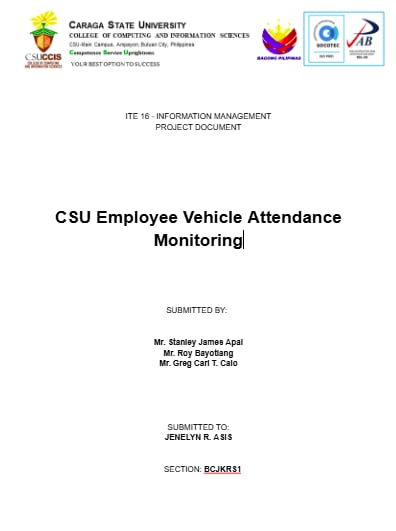 CARAGA STATE UNIVERSITY
COLLEGE OF COMPUTING AND INFORMATION SCIENCES
CSU-Main Campus, Ampayon, Butuan City, Philippines
Competence Service Uprightness
YOUR BEST OPTION TO SUCCESS
CSUCCIS
BAGONG PILIPINAS
SOCOTEC
ISO 9001
PAB
ITE 16 - INFORMATION MANAGEMENT
PROJECT DOCUMENT
CSU Employee Vehicle Attendance
Monitoring
SUBMITTED BY:
Mr. Stanley James Apal
Mr. Roy Bayotlang
Mr. Greg Carl T. Calo
SUBMITTED TO:
JENELYN R. ASIS
SECTION: BCJKRS1